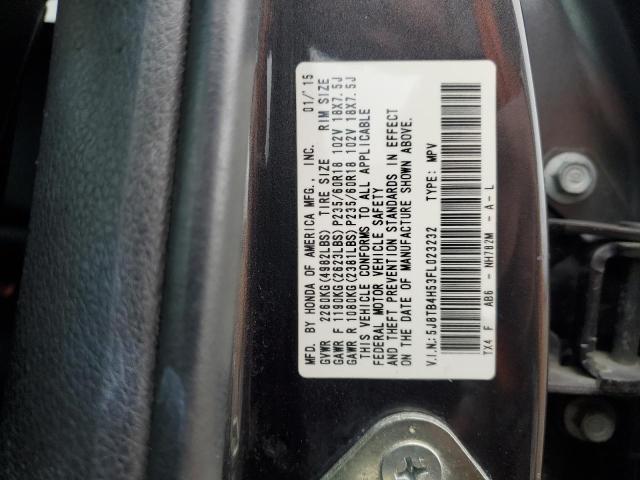 MFD. BY HONDA OF AMERICA MFG., INC. 01/'15
GVWR 2260KG(4982LBS) TIRE SIZE RIM SIZE
GAWR F 1190KG(2623LBS)P235/60R18 102V 18X7.5J
GAWR R 1080KG(2381LBS)P235/60R18 102V 18X7.5J
THIS VEHICLE CONFORMS TO ALL APPLICABLE
FEDERAL MOTOR VEHICLE SAFETY
AND THEFT PREVENTION STANDARDS IN EFFECT
ON THE DATE OF MANUFACTURE SHOWN ABOVE.
V.I.N:5J8TB4H53FL023232 TYPE: MPV
TX4 F AB6 - NH782M - A- L